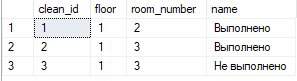 clean_id floor room_number name
1 1 1 2 Выполнено
2 2 1 3 Выполнено
3 3 1 3 Не выполнено